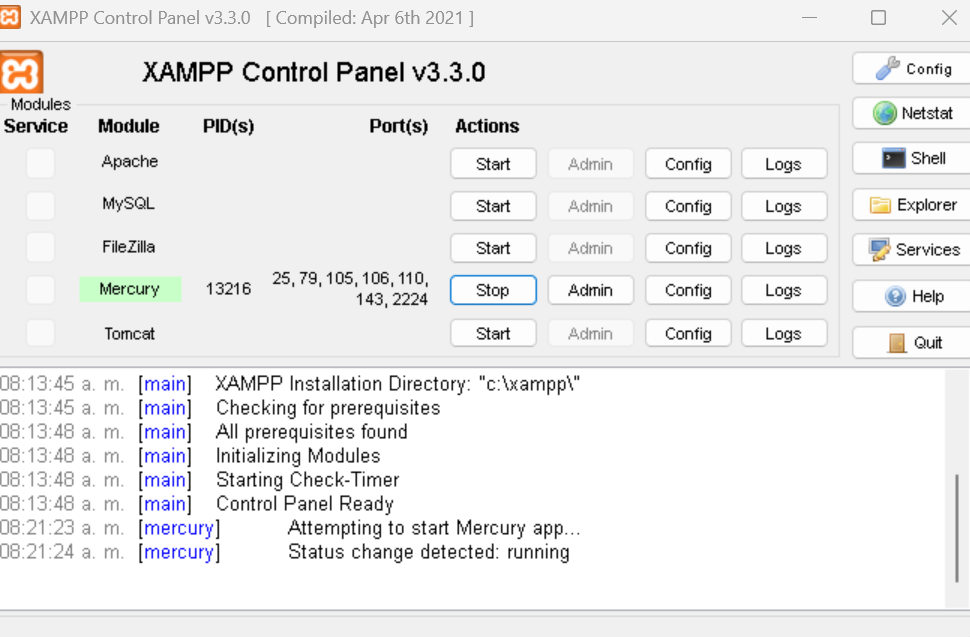 XAMPP Control Panel v3.3.0 [ Compiled: Apr 6th 2021 ]
XAMPP Control Panel v3.3.0
Config
Modules
Netstat
Service Module PID(s) Port(s) Actions
Apache Start Admin Config Logs
Shell
MySQL Start Admin Config Logs
Explorer
FileZilla Start Admin Config Logs
Services
Mercury 13216 25, 79, 105, 106, 110, 143, 2224 Stop Admin Config Logs
Help
Tomcat Start Admin Config Logs
Quit
08:13:45 a. m. [main] XAMPP Installation Directory: "c:\xampp\"
08:13:45 a. m. [main] Checking for prerequisites
08:13:48 a. m. [main] All prerequisites found
08:13:48 a. m. [main] Initializing Modules
08:13:48 a. m. [main] Starting Check-Timer
08:13:48 a. m. [main] Control Panel Ready
08:21:23 a. m. [mercury] Attempting to start Mercury app...
08:21:24 a. m. [mercury] Status change detected: running